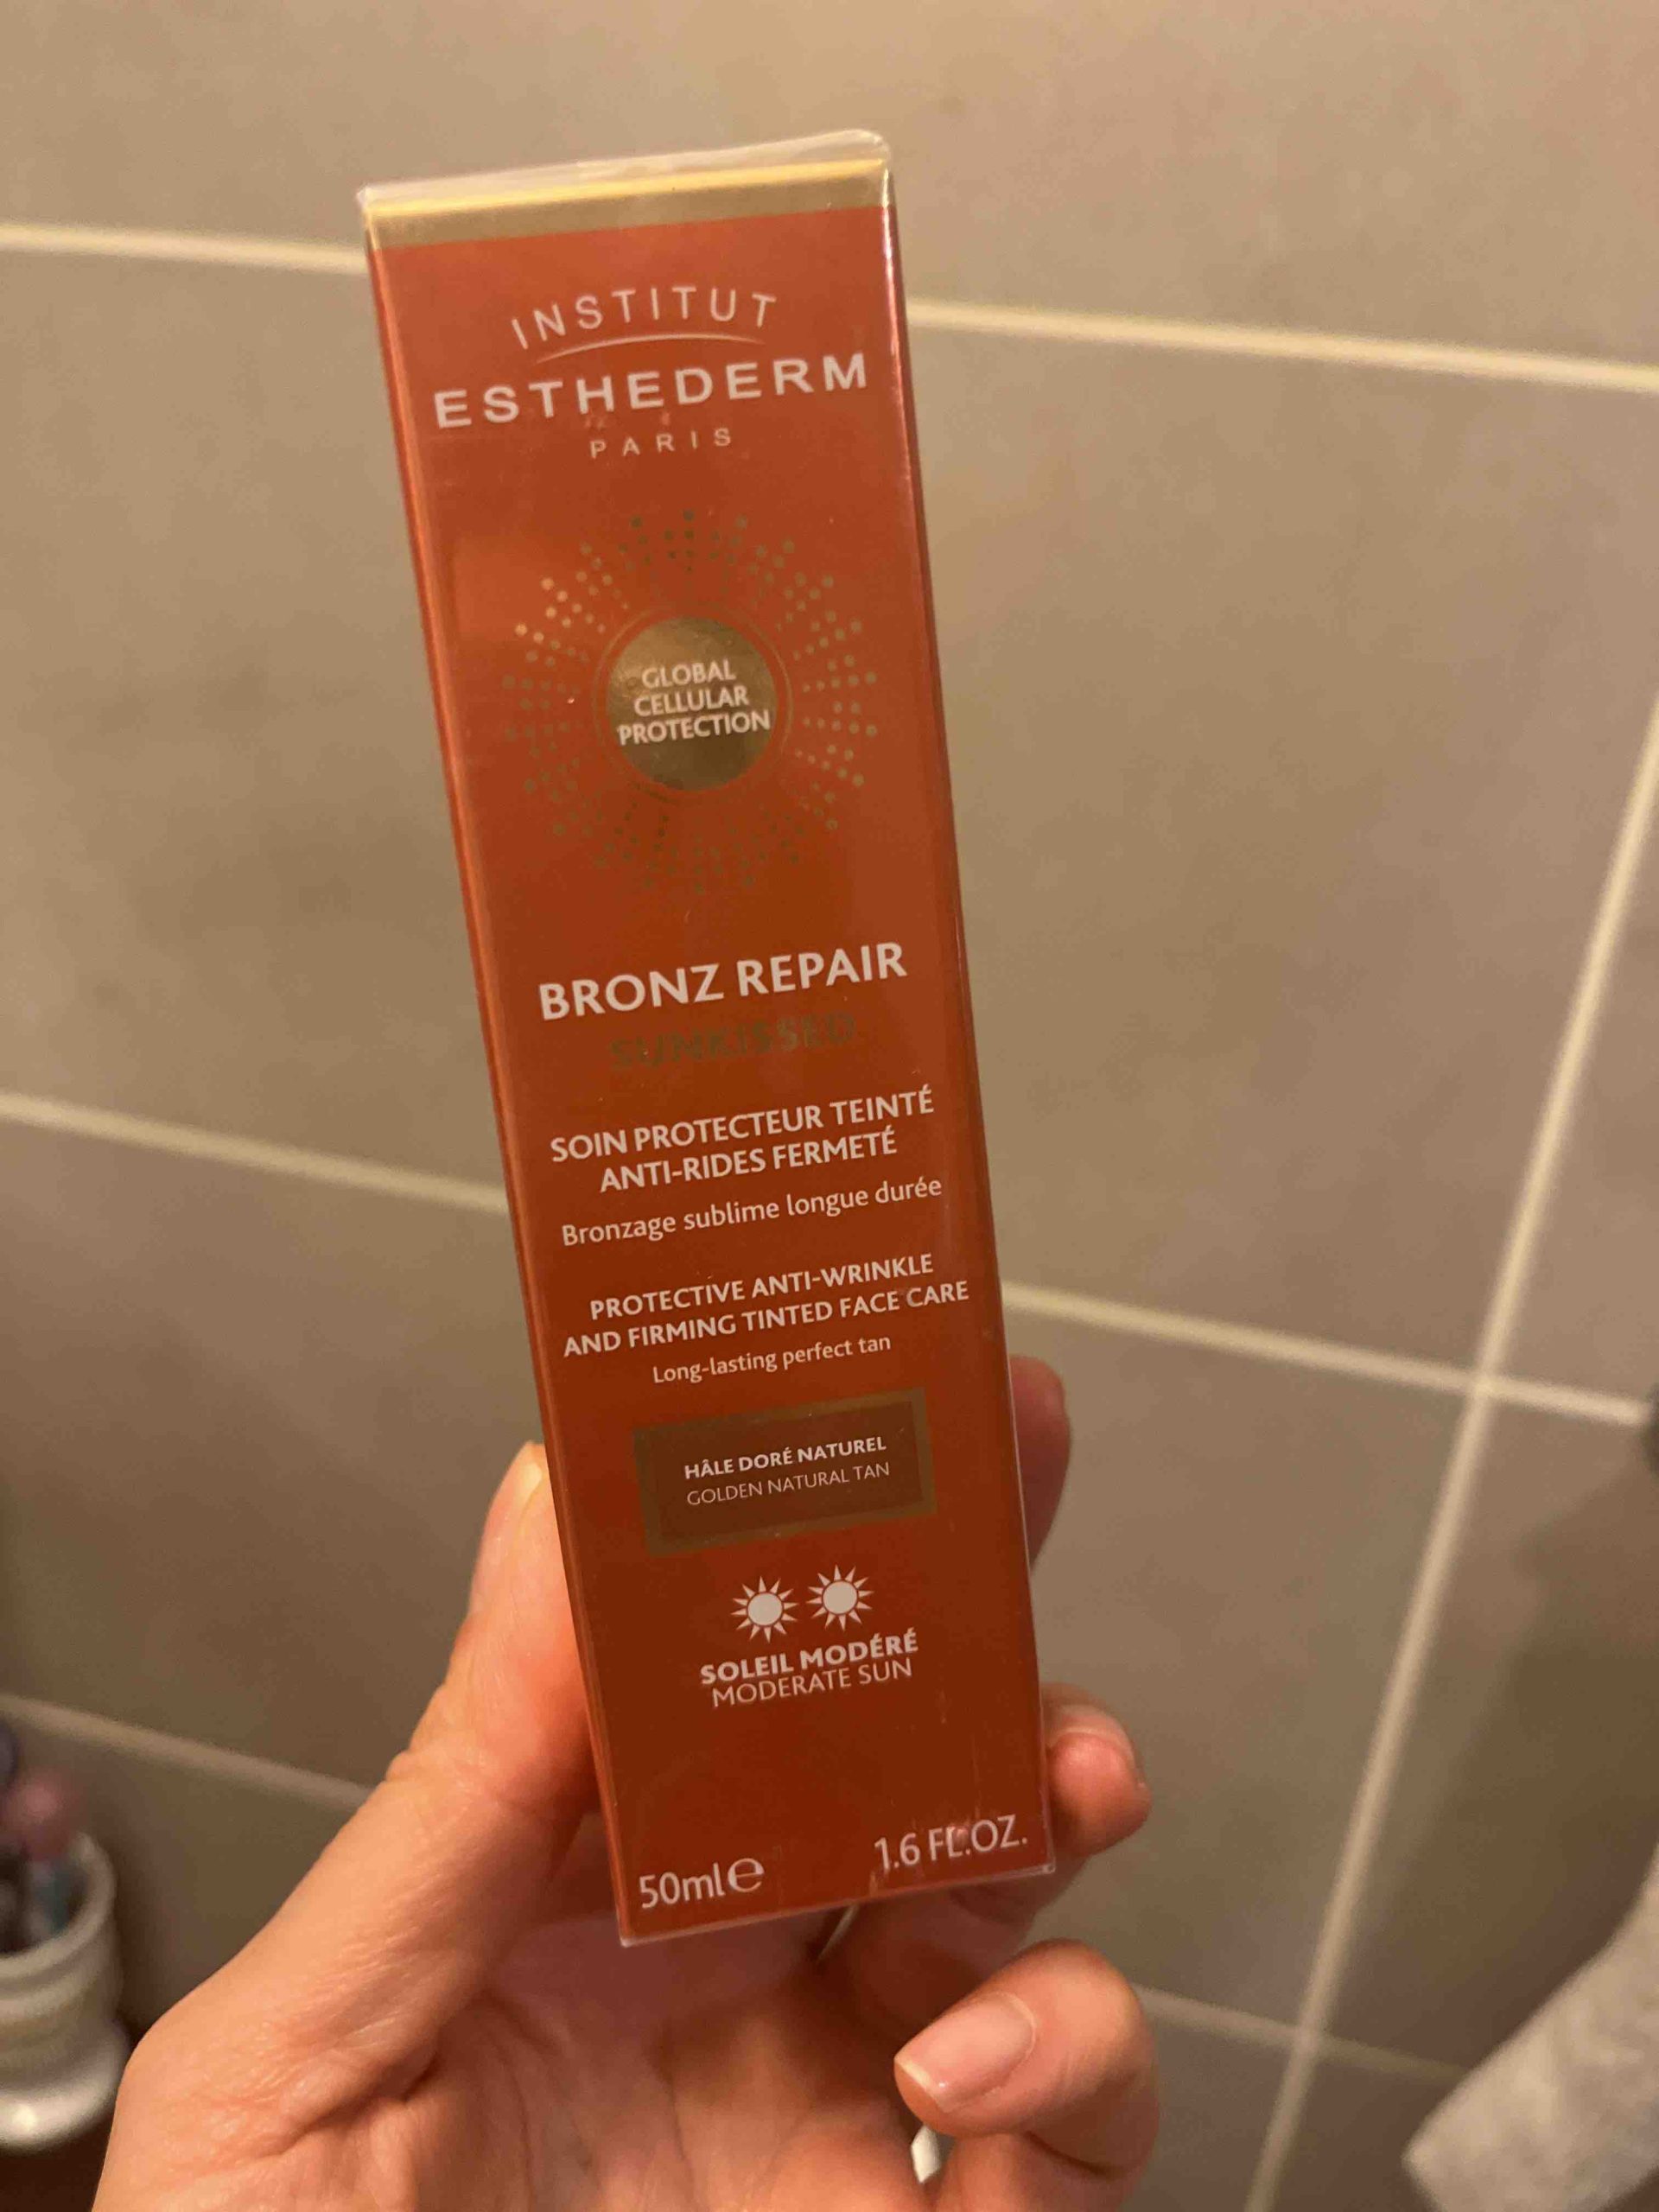 INSTITUT
ESTHEDERM
PARIS
GLOBAL
CELLULAR
PROTECTION
BRONZ REPAIR
SUNKISSED
SOIN PROTECTEUR TEINTÉ
ANTI-RIDES FERMETÉ
Bronzage sublime longue durée
PROTECTIVE ANTI-WRINKLE
AND FIRMING TINTED FACE CARE
Long-lasting perfect tan
HÂLE DORÉ NATUREL
GOLDEN NATURAL TAN
SOLEIL MODÉRÉ
MODERATE SUN
50ml℮ 1.6 FL.OZ.